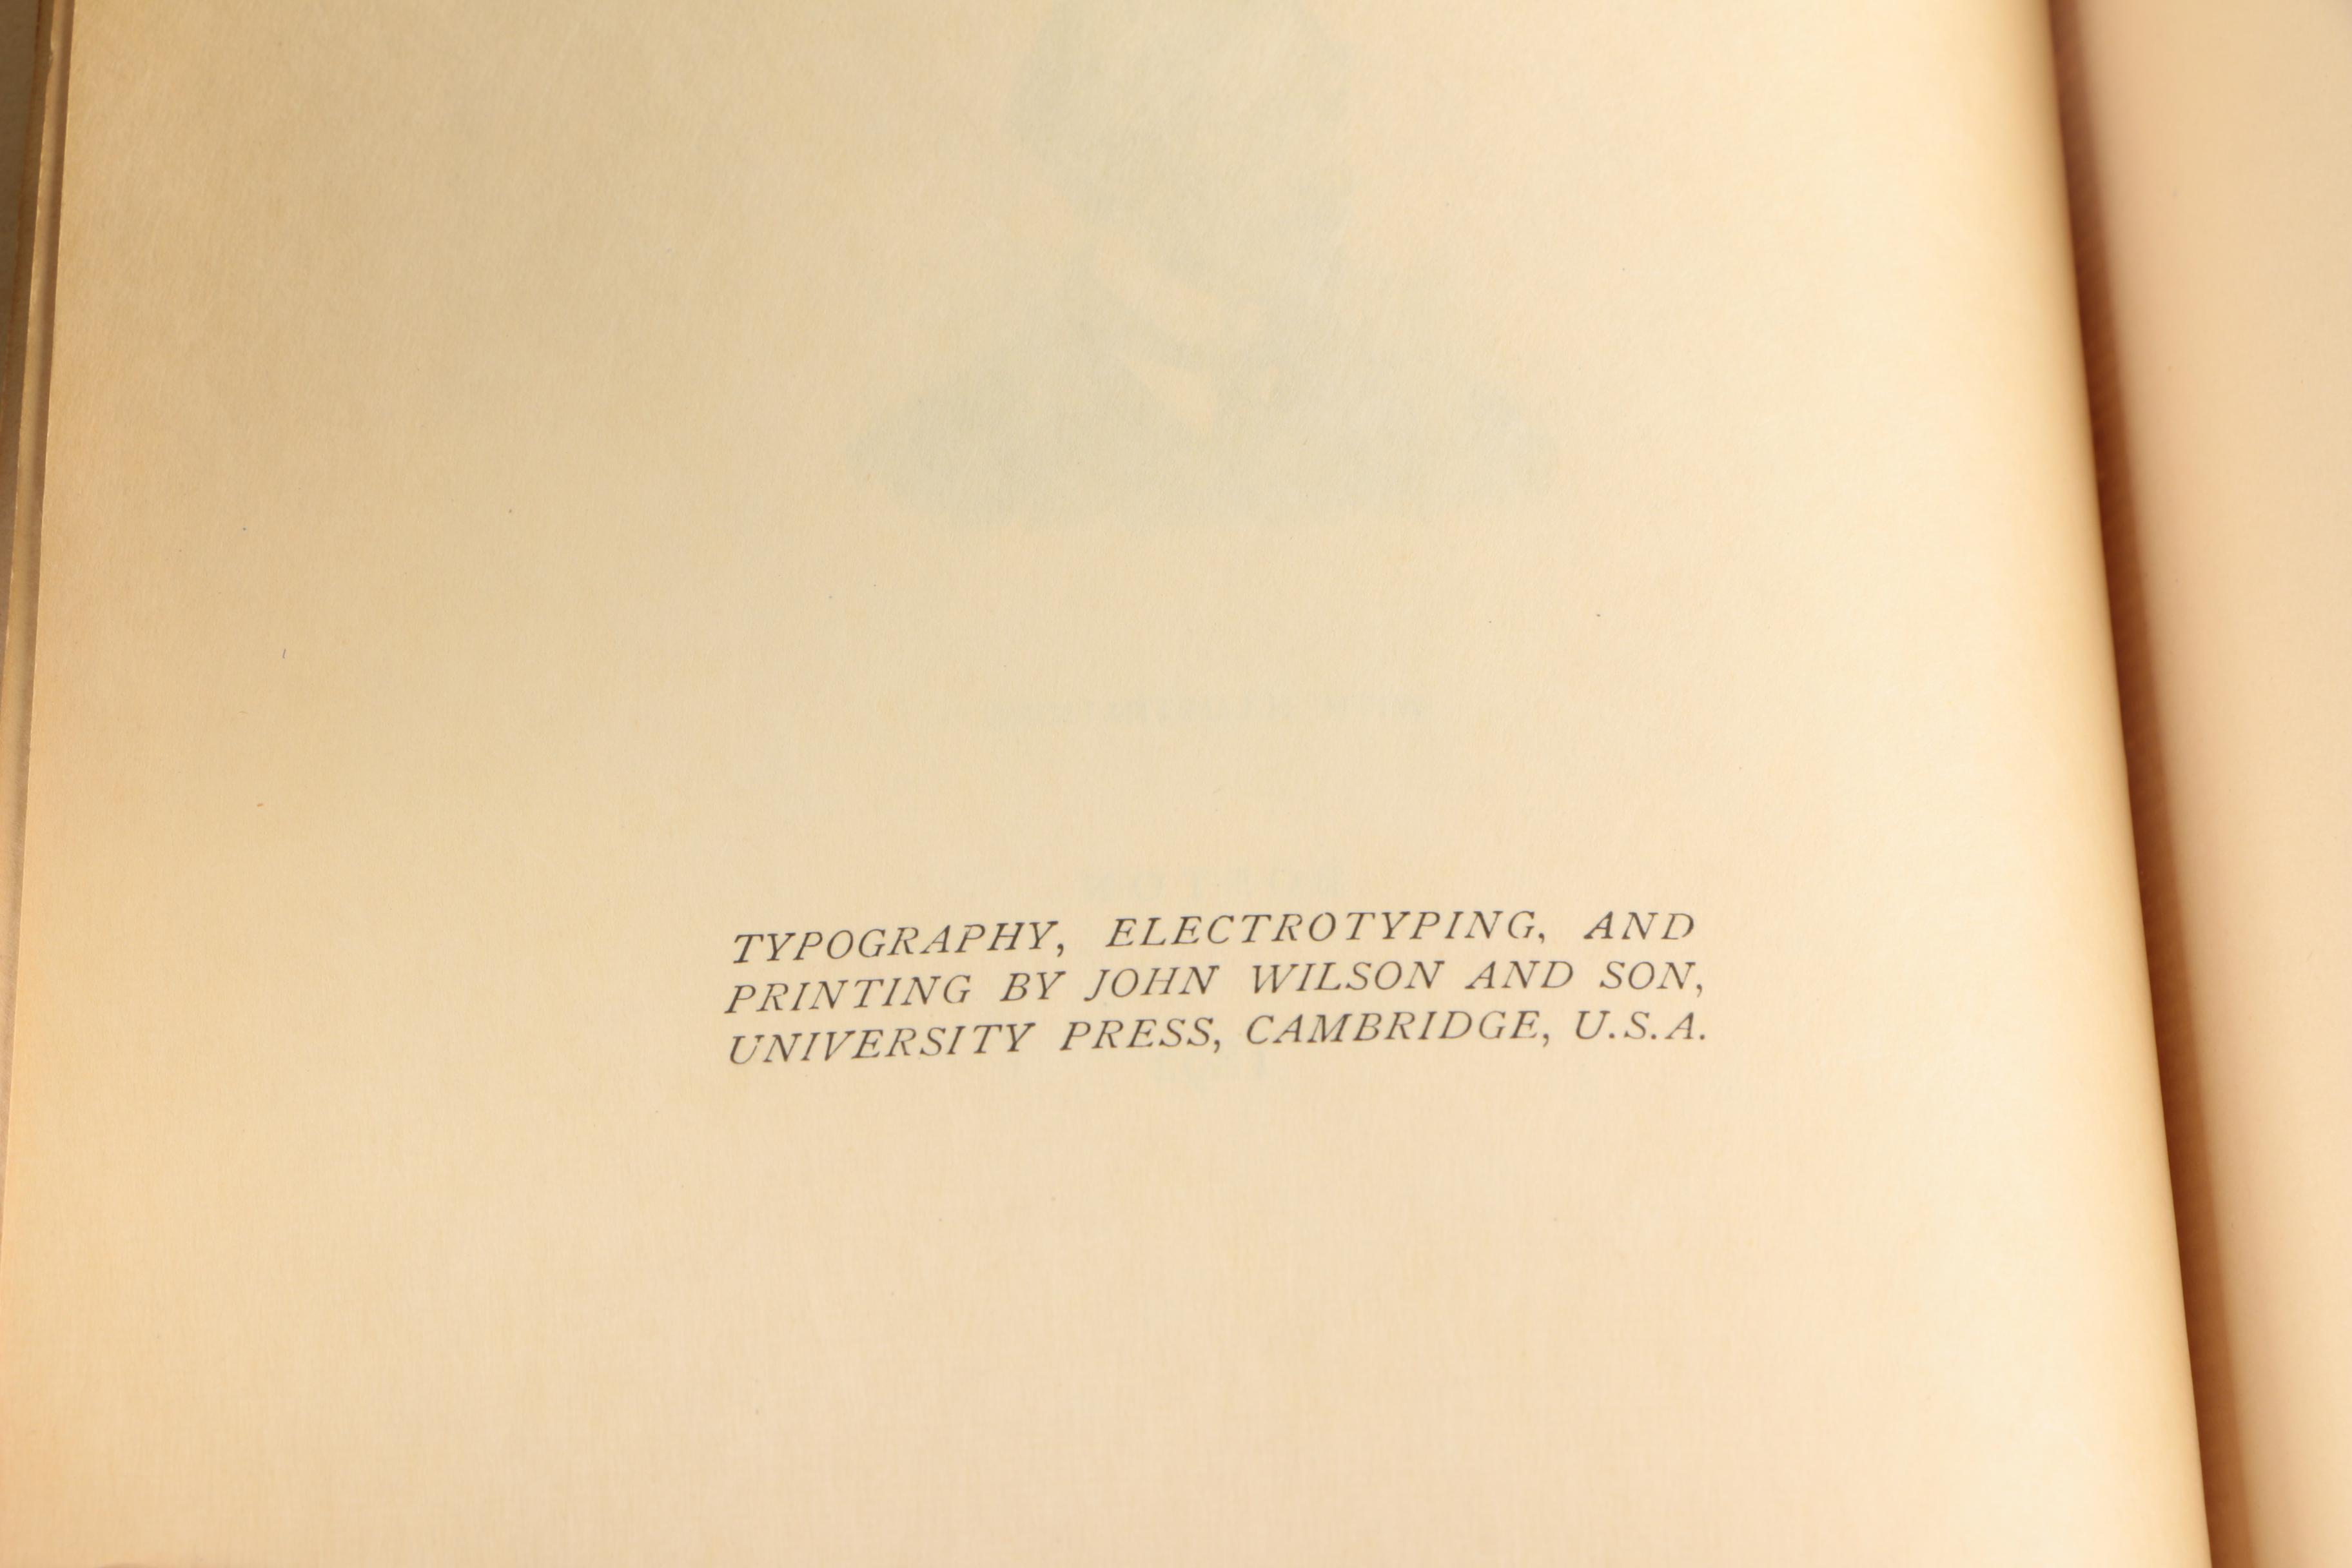 TYPOGRAPHY, ELECTROTYPING, AND
PRINTING BY JOHN WILSON AND SON,
UNIVERSITY PRESS, CAMBRIDGE, U.S.A.